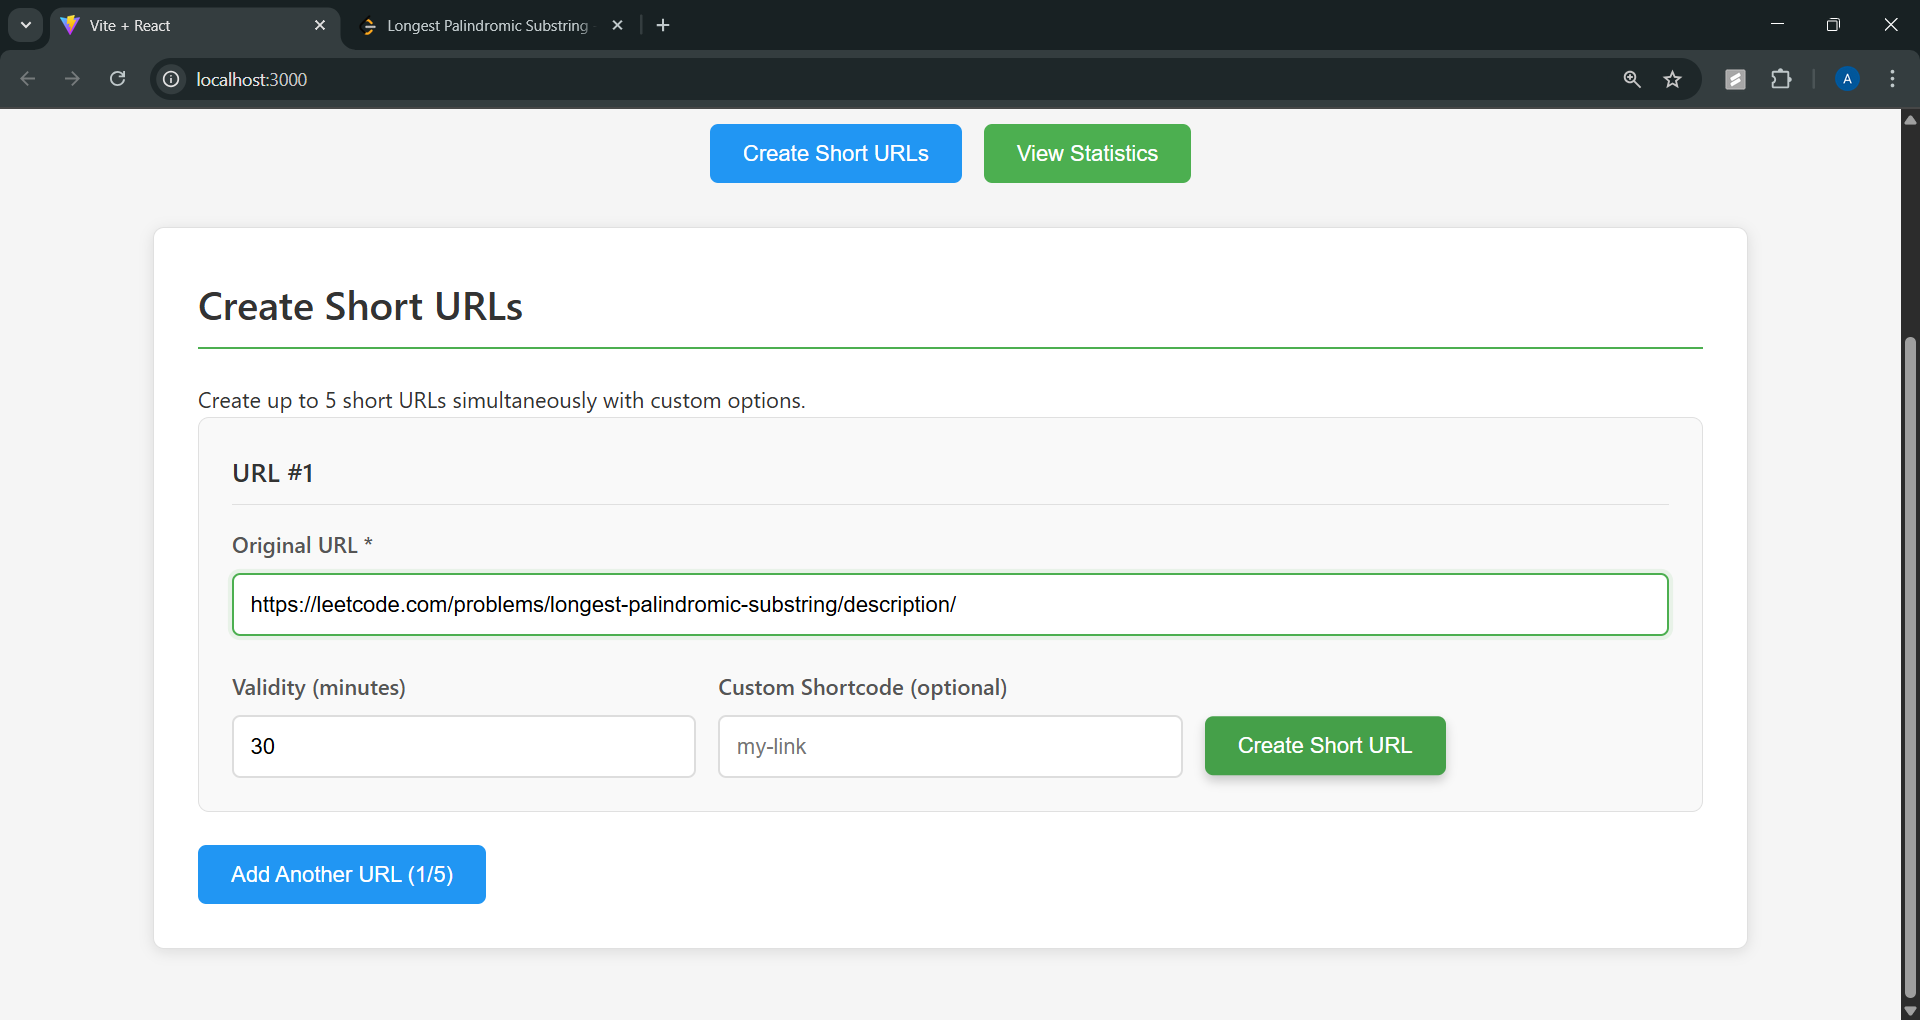 Vite + React
Longest Palindromic Substring
localhost:3000
A
Create Short URLs
View Statistics
Create Short URLs
Create up to 5 short URLs simultaneously with custom options.
URL #1
Original URL *
https://leetcode.com/problems/longest-palindromic-substring/description/
Validity (minutes)
Custom Shortcode (optional)
30
my-link
Create Short URL
Add Another URL (1/5)